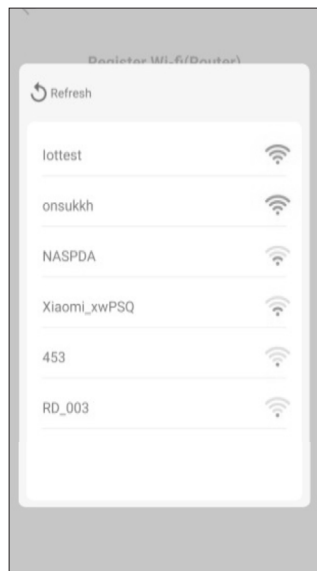 Register Wi-fi(Router)
Refresh
lottest
onsukkh
NASPDA
Xiaomi_xwPSQ
453
RD_003